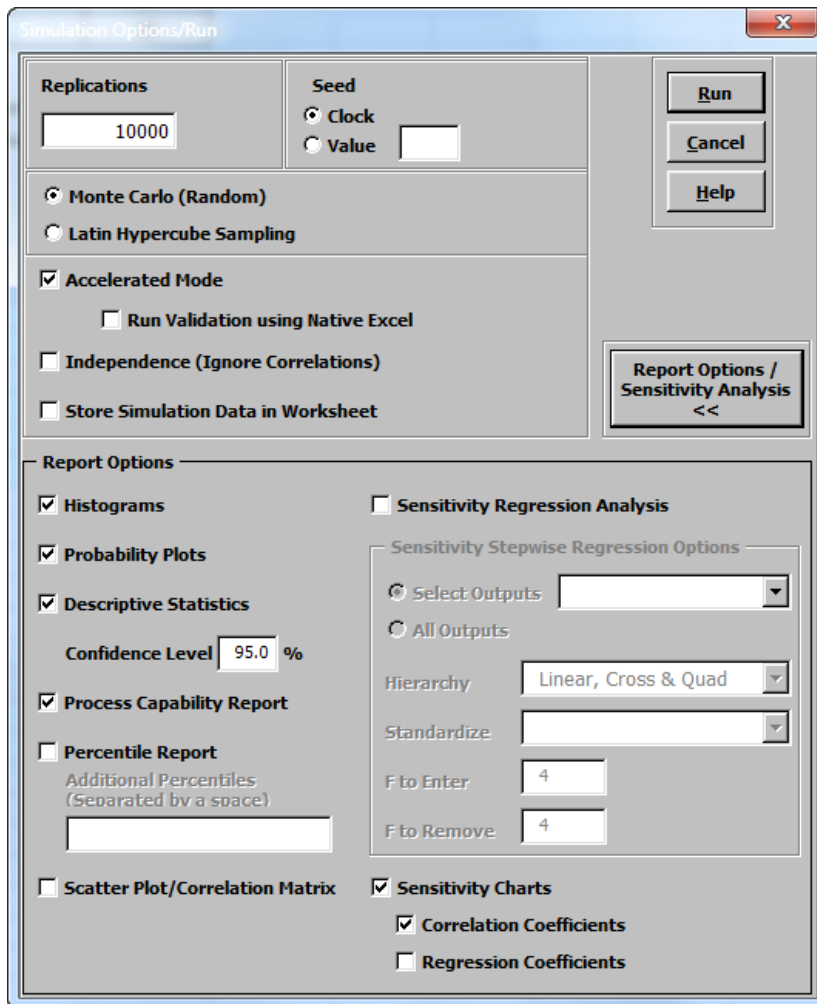 Simulation Options/Run
Replications
10000
Seed
Clock
Value
Run
Cancel
Help
Monte Carlo (Random)
Latin Hypercube Sampling
Accelerated Mode
Run Validation using Native Excel
Independence (Ignore Correlations)
Store Simulation Data in Worksheet
Report Options /
Sensitivity Analysis
<<
Report Options
Histograms
Probability Plots
Descriptive Statistics
Confidence Level 95.0 %
Process Capability Report
Percentile Report
Additional Percentiles
(Separated by a space)
Scatter Plot/Correlation Matrix
Sensitivity Regression Analysis
Sensitivity Stepwise Regression Options
Select Outputs
All Outputs
Hierarchy Linear, Cross & Quad
Standardize
F to Enter 4
F to Remove 4
Sensitivity Charts
Correlation Coefficients
Regression Coefficients